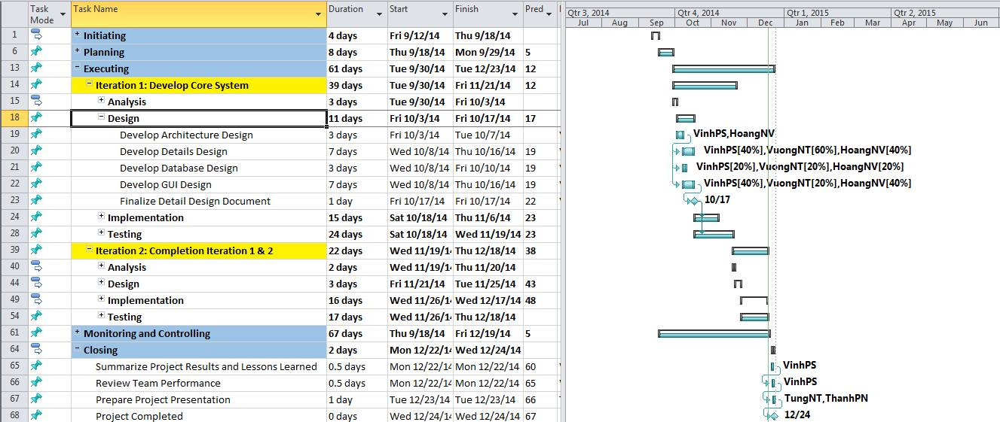 Task Mode Task Name Duration Start Finish Pred Qtr 3, 2014 Qtr 4, 2014 Qtr 1, 2015 Qtr 2, 2015
Jul Aug Sep Oct Nov Dec Jan Feb Mar Apr May Jun
1 Initiating 4 days Fri 9/12/14 Thu 9/18/14
6 Planning 8 days Thu 9/18/14 Mon 9/29/14 5
13 Executing 61 days Tue 9/30/14 Tue 12/23/14 12
14 Iteration 1: Develop Core System 39 days Tue 9/30/14 Fri 11/21/14 12
15 Analysis 3 days Tue 9/30/14 Fri 10/3/14
18 Design 11 days Fri 10/3/14 Fri 10/17/14 17
19 Develop Architecture Design 3 days Fri 10/3/14 Tue 10/7/14 VinhPS,HoangNV
20 Develop Details Design 7 days Wed 10/8/14 Thu 10/16/14 19 VinhPS[40%],VuongNT[60%],HoangNV[40%]
21 Develop Database Design 3 days Wed 10/8/14 Fri 10/10/14 19 VinhPS[20%],VuongNT[20%],HoangNV[20%]
22 Develop GUI Design 7 days Wed 10/8/14 Thu 10/16/14 19 VinhPS[40%],VuongNT[20%],HoangNV[40%]
23 Finalize Detail Design Document 1 day Fri 10/17/14 Fri 10/17/14 22 10/17
24 Implementation 15 days Sat 10/18/14 Thu 11/6/14 23
28 Testing 24 days Sat 10/18/14 Wed 11/19/14 23
39 Iteration 2: Completion Iteration 1 & 2 22 days Wed 11/19/14 Thu 12/18/14 38
40 Analysis 2 days Wed 11/19/14 Thu 11/20/14
44 Design 3 days Fri 11/21/14 Tue 11/25/14 43
49 Implementation 16 days Wed 11/26/14 Wed 12/17/14 48
54 Testing 17 days Wed 11/26/14 Thu 12/18/14
61 Monitoring and Controlling 67 days Thu 9/18/14 Fri 12/19/14 5
64 Closing 2 days Mon 12/22/14 Wed 12/24/14
65 Summarize Project Results and Lessons Learned 0.5 days Mon 12/22/14 Mon 12/22/14 60 VinhPS
66 Review Team Performance 0.5 days Mon 12/22/14 Mon 12/22/14 65 VinhPS
67 Prepare Project Presentation 1 day Tue 12/23/14 Tue 12/23/14 66 TungNT,ThanhPN
68 Project Completed 0 days Wed 12/24/14 Wed 12/24/14 67 12/24